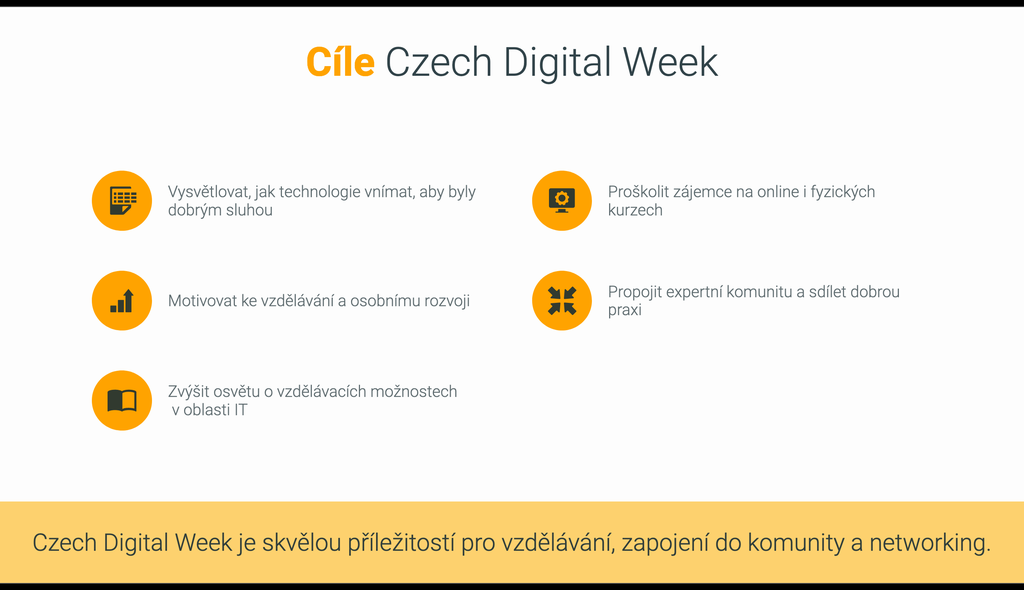 Cíle Czech Digital Week
Vysvětlovat, jak technologie vnímat, aby byly
dobrým sluhou
Motivovat ke vzdělávání a osobnímu rozvoji
Zvýšit osvětu o vzdělávacích možnostech
v oblasti IT
Proškolit zájemce na online i fyzických
kurzech
Propojit expertní komunitu a sdílet dobrou
praxi
Czech Digital Week je skvělou příležitostí pro vzdělávání, zapojení do komunity a networking.